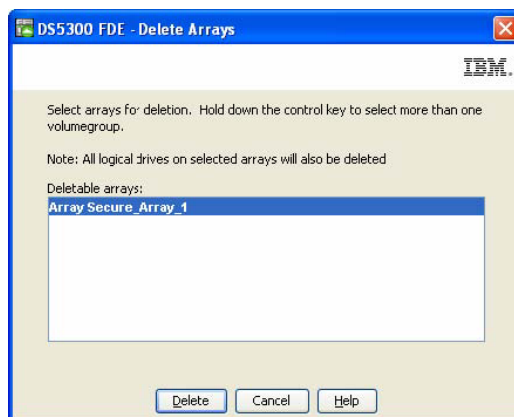 DS5300 FDE - Delete Arrays
IBM.
Select arrays for deletion. Hold down the control key to select more than one
volumegroup.
Note: All logical drives on selected arrays will also be deleted
Deletable arrays:
Array Secure_Array_1
Delete Cancel Help